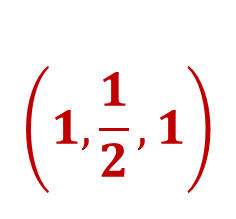 (1, 1/2, 1)